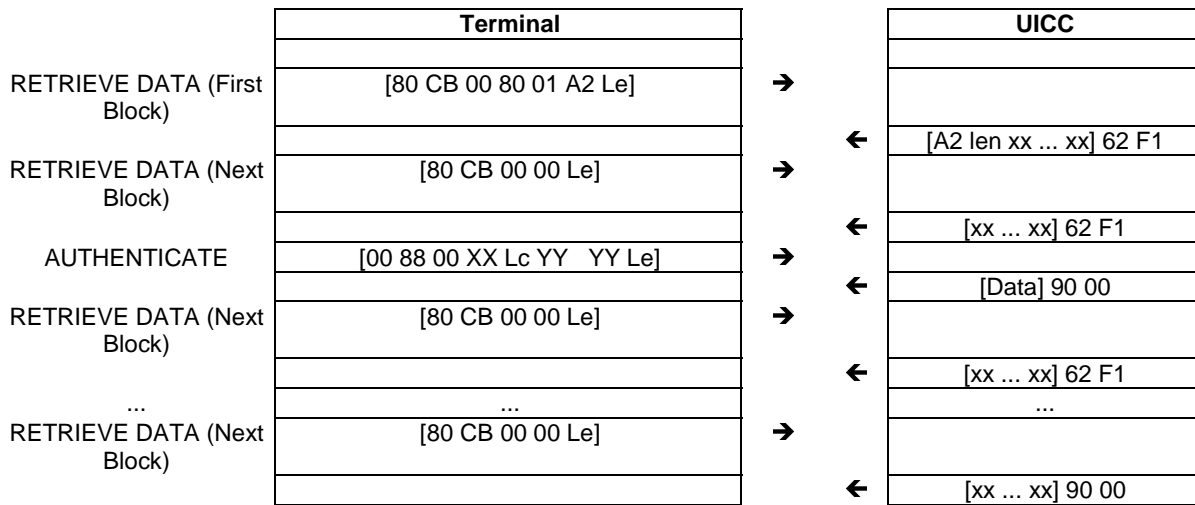 Terminal UICC
RETRIEVE DATA (First [80 CB 00 80 01 A2 Le] →
Block)
← [A2 len xx ... xx] 62 F1
RETRIEVE DATA (Next [80 CB 00 00 Le] →
Block)
← [xx ... xx] 62 F1
AUTHENTICATE [00 88 00 XX Lc YY YY Le] →
← [Data] 90 00
RETRIEVE DATA (Next [80 CB 00 00 Le] →
Block)
← [xx ... xx] 62 F1
... ... ...
RETRIEVE DATA (Next [80 CB 00 00 Le] →
Block)
← [xx ... xx] 90 00